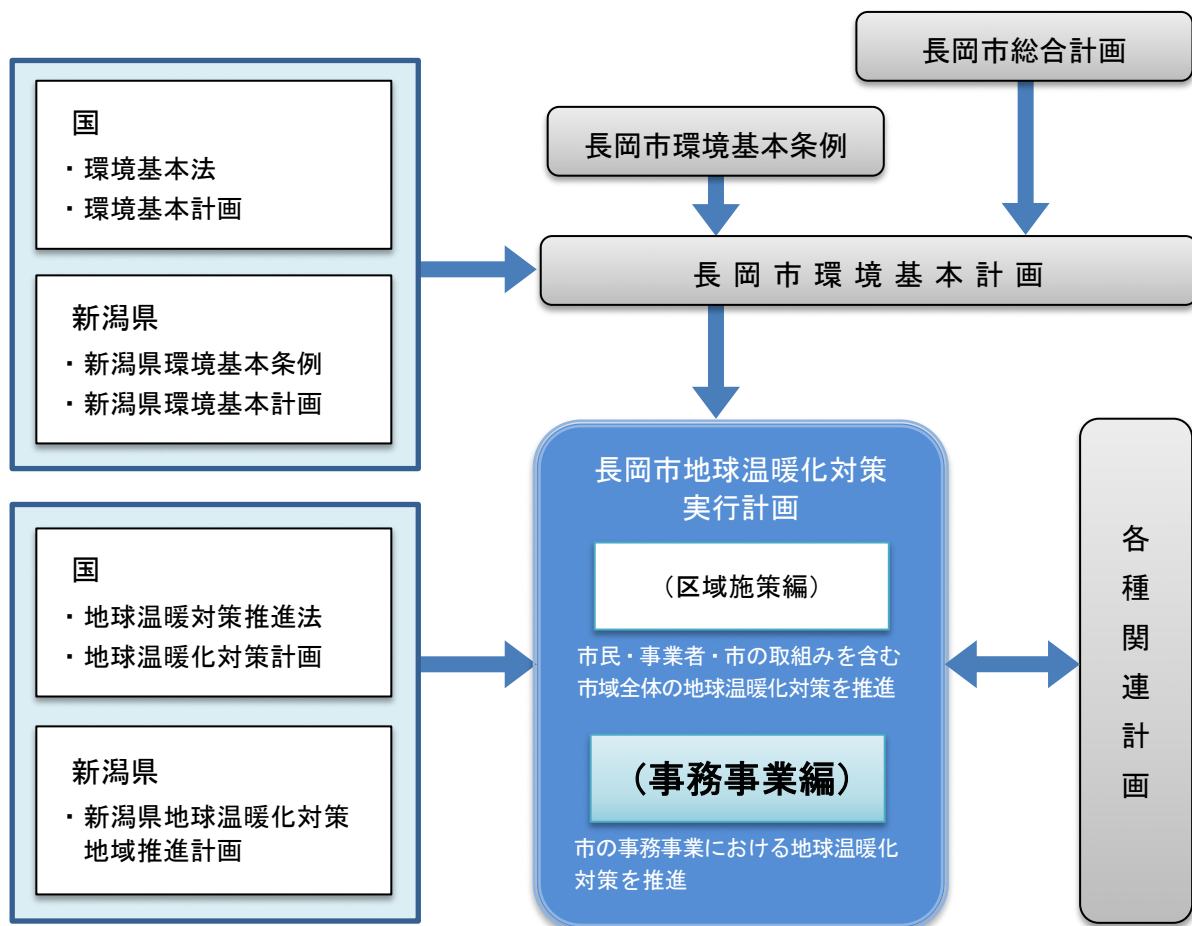 長岡市総合計画
長岡市環境基本条例
長岡市環境基本計画
国
・環境基本法
・環境基本計画
新潟県
・新潟県環境基本条例
・新潟県環境基本計画
国
・地球温暖対策推進法
・地球温暖化対策計画
新潟県
・新潟県地球温暖化対策
地域推進計画
長岡市地球温暖化対策
実行計画
（区域施策編）
市民・事業者・市の取組みを含む
市域全体の地球温暖化対策を推進
（事務事業編）
市の事務事業における地球温暖化
対策を推進
各種関連計画